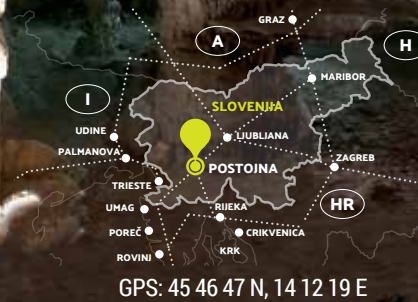 GRAZ
A
H
MARIBOR
I
SLOVENIJA
UDINE
LJUBLJANA
PALMANOVA
ZAGREB
POSTOJNA
TRIESTE
HR
UMAG
RIJEKA
POREČ
CRIKVENICA
KRK
ROVINJ
GPS: 45 46 47 N, 14 12 19 E